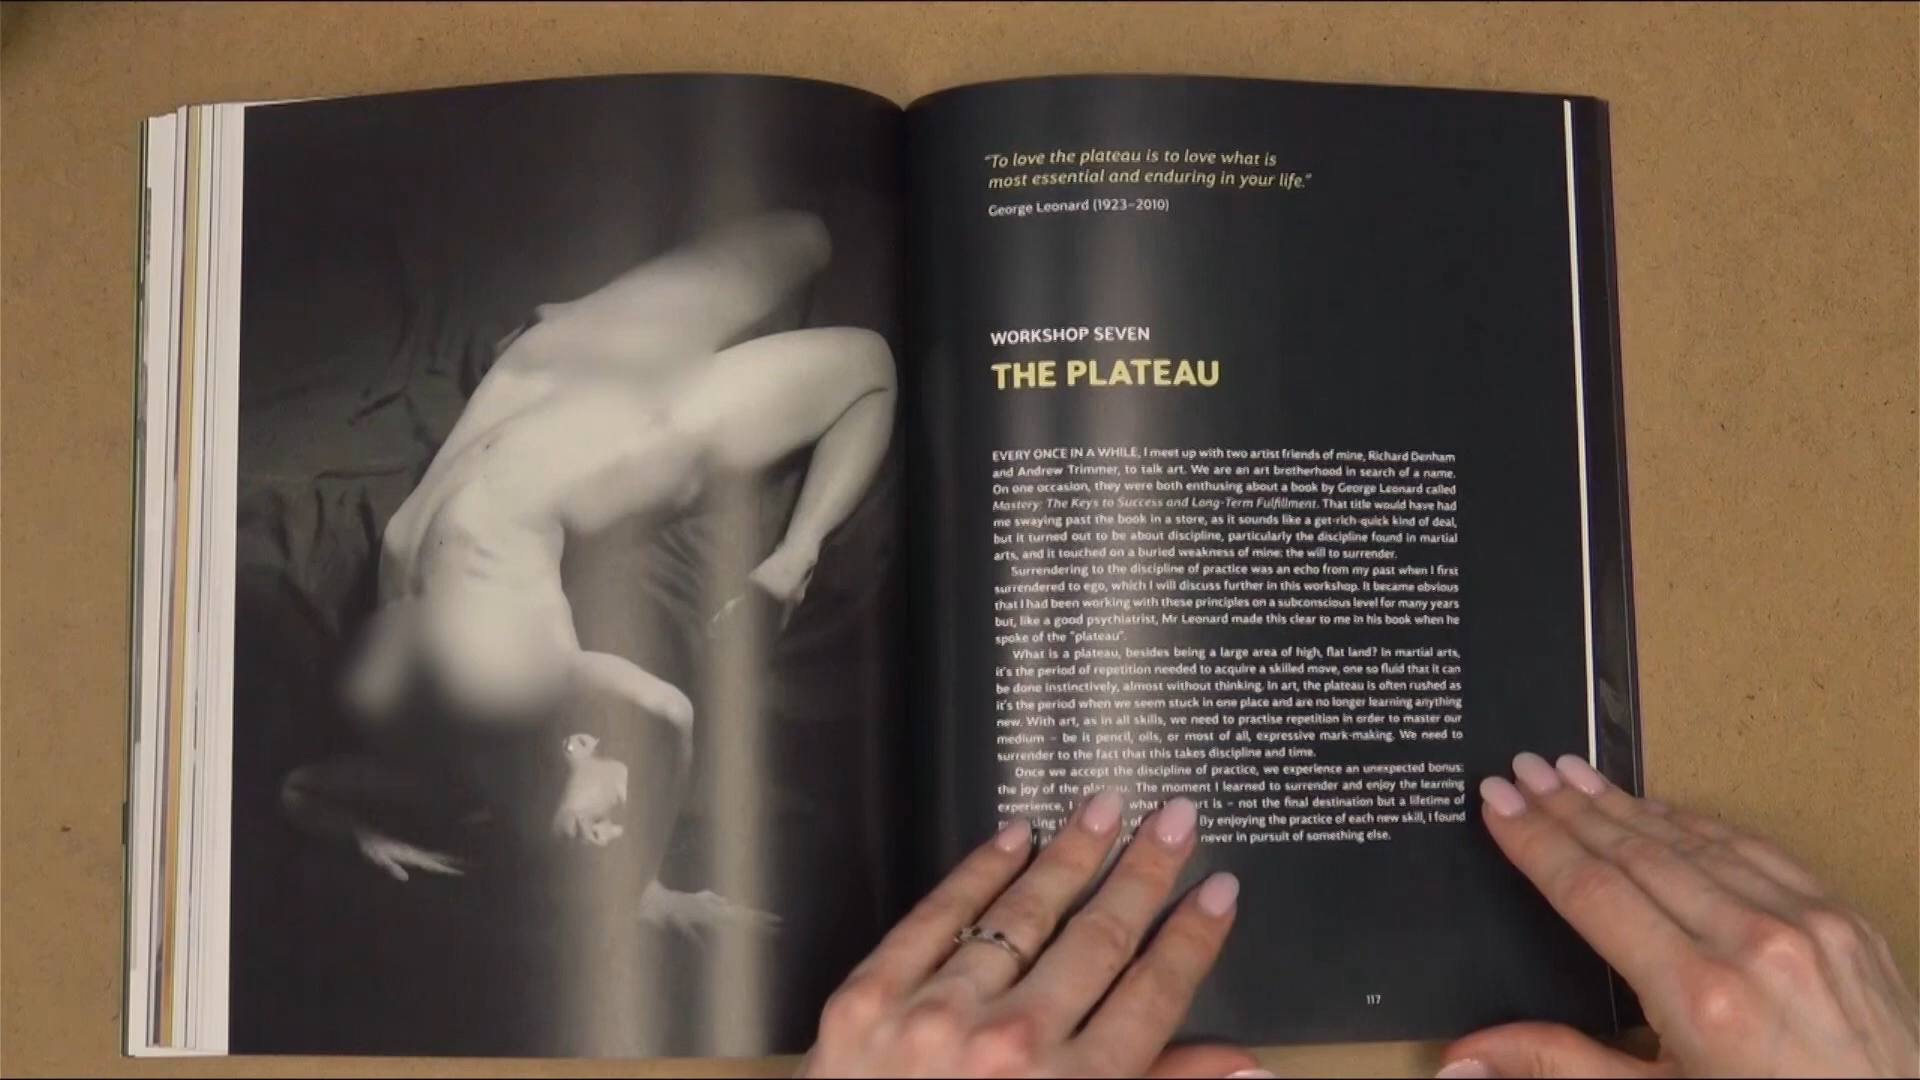 "To love the plateau is to love what is
most essential and enduring in your life."
George Leonard (1923–2010)
WORKSHOP SEVEN
THE PLATEAU
EVERY ONCE IN A WHILE, I meet up with two artist friends of mine, Richard Denham
and Andrew Trimmer, to talk art. We are an art brotherhood in search of a name.
On one occasion, they were both enthusing about a book by George Leonard called
Mastery: The Keys to Success and Long-Term Fulfillment. That title would have had
me swaying past the book in a store, as it sounds like a get-rich-quick kind of deal,
but it turned out to be about discipline, particularly the discipline found in martial
arts, and it touched on a buried weakness of mine: the will to surrender.
Surrendering to the discipline of practice was an echo from my past when I first
surrendered to ego, which I will discuss further in this workshop. It became obvious
that I had been working with these principles on a subconscious level for many years
but, like a good psychiatrist, Mr Leonard made this clear to me in his book when he
spoke of the "plateau".
What is a plateau, besides being a large area of high, flat land? In martial arts,
it's the period of repetition needed to acquire a skilled move, one so fluid that it can
be done instinctively, almost without thinking. In art, the plateau is often rushed as
it's the period when we seem stuck in one place and are no longer learning anything
new. With art, as in all skills, we need to practise repetition in order to master our
medium – be it pencil, oils, or most of all, expressive mark-making. We need to
surrender to the fact that this takes discipline and time.
Once we accept the discipline of practice, we experience an unexpected bonus:
the joy of the plateau. The moment I learned to surrender and enjoy the learning
experience, I what art is – not the final destination but a lifetime of
of By enjoying the practice of each new skill, I found
never in pursuit of something else.
117